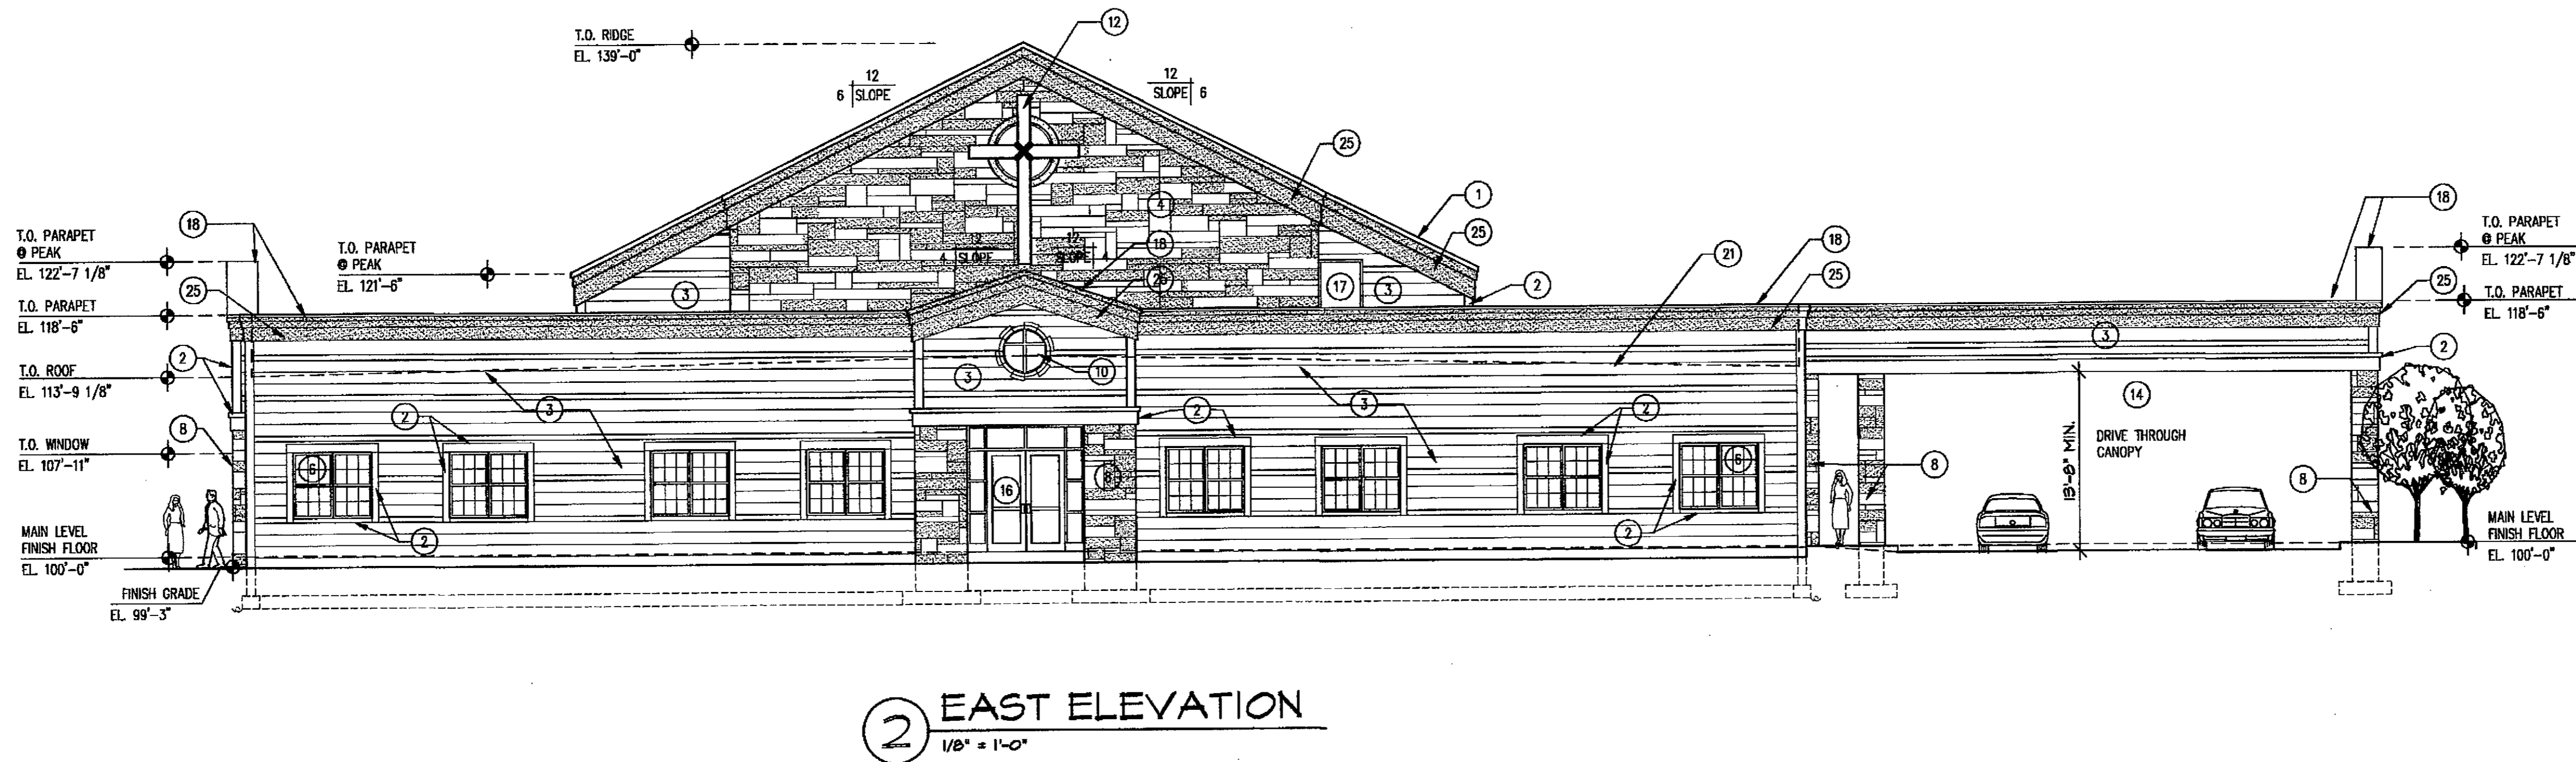 T.O. RIDGE
EL. 139'-0"
12
12
6 SLOPE
12
SLOPE 6
25
4
1
18
T.O. PARAPET
@ PEAK
EL. 122'-7 1/8"
T.O. PARAPET
@ PEAK
EL. 121'-6"
12
SLOPE 4
4 SLOPE
18
25
18
21
18
T.O. PARAPET
@ PEAK
EL. 122'-7 1/8"
3
17
3
2
25
25
25
T.O. PARAPET
EL. 118'-6"
25
T.O. PARAPET
EL. 118'-6"
3
2
10
3
2
T.O. ROOF
EL. 113'-9 1/8"
3
2
2
3
2
14
8
T.O. WINDOW
EL. 107'-11"
DRIVE THROUGH
CANOPY
13'-8" MIN.
6
16
8
6
8
8
2
2
MAIN LEVEL
FINISH FLOOR
EL. 100'-0"
MAIN LEVEL
FINISH FLOOR
EL. 100'-0"
FINISH GRADE
EL. 99'-3"
2 EAST ELEVATION
1/8" = 1'-0"